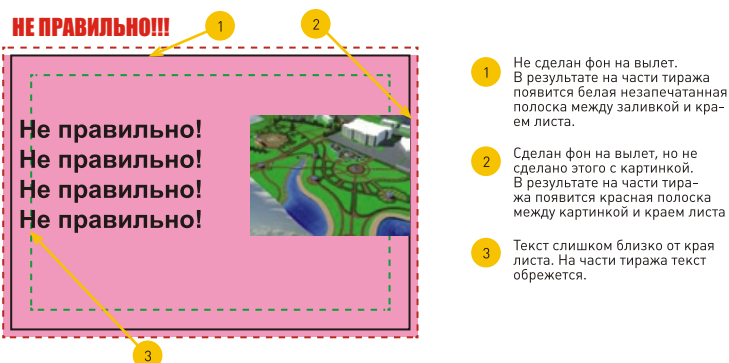 НЕ ПРАВИЛЬНО!!!
1
2
Не правильно!
Не правильно!
Не правильно!
Не правильно!
3
1
Не сделан фон на вылет.
В результате на части тиража
появится белая незапечатанная
полоска между заливкой и кра-
ем листа.
2
Сделан фон на вылет, но не
сделано этого с картинкой.
В результате на части тира-
жа появится красная полоска
между картинкой и краем листа
3
Текст слишком близко от края
листа. На части тиража текст
обрежется.